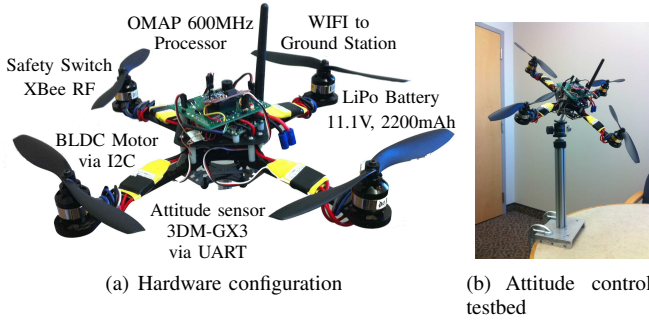 OMAP 600MHz
Processor
WIFI to
Ground Station
Safety Switch
XBee RF
LiPo Battery
11.1V, 2200mAh
BLDC Motor
via I2C
Attitude sensor
3DM-GX3
via UART
(a) Hardware configuration
(b) Attitude control
testbed